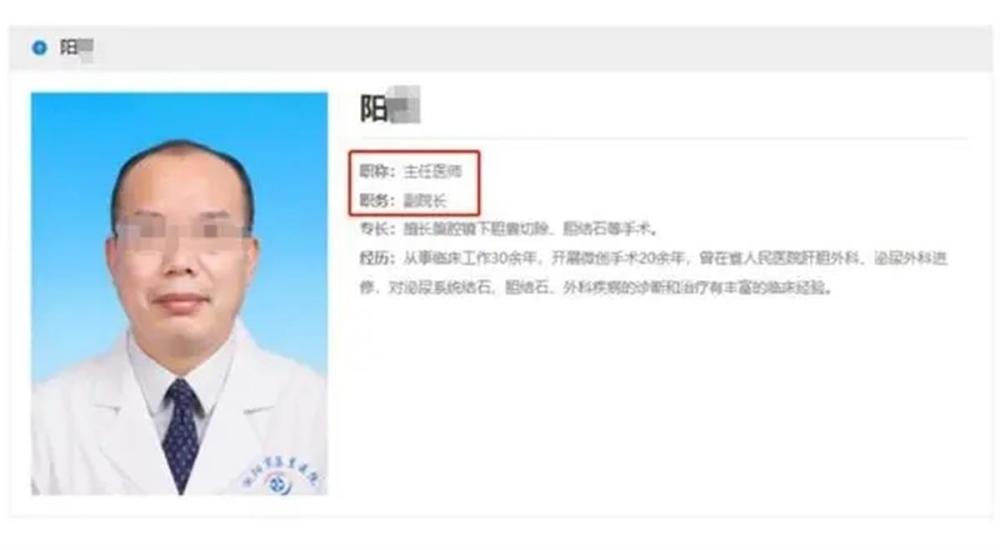 阳
阳
职称：主任医师
职务：副院长
专长：擅长腹腔镜下胆囊切除、胆结石等手术。
经历：从事临床工作30余年，开展微创手术20余年，曾在省人民医院肝胆外科、泌尿外科进
修，对泌尿系统结石、胆结石、外科疾病的诊断和治疗有丰富的临床经验。